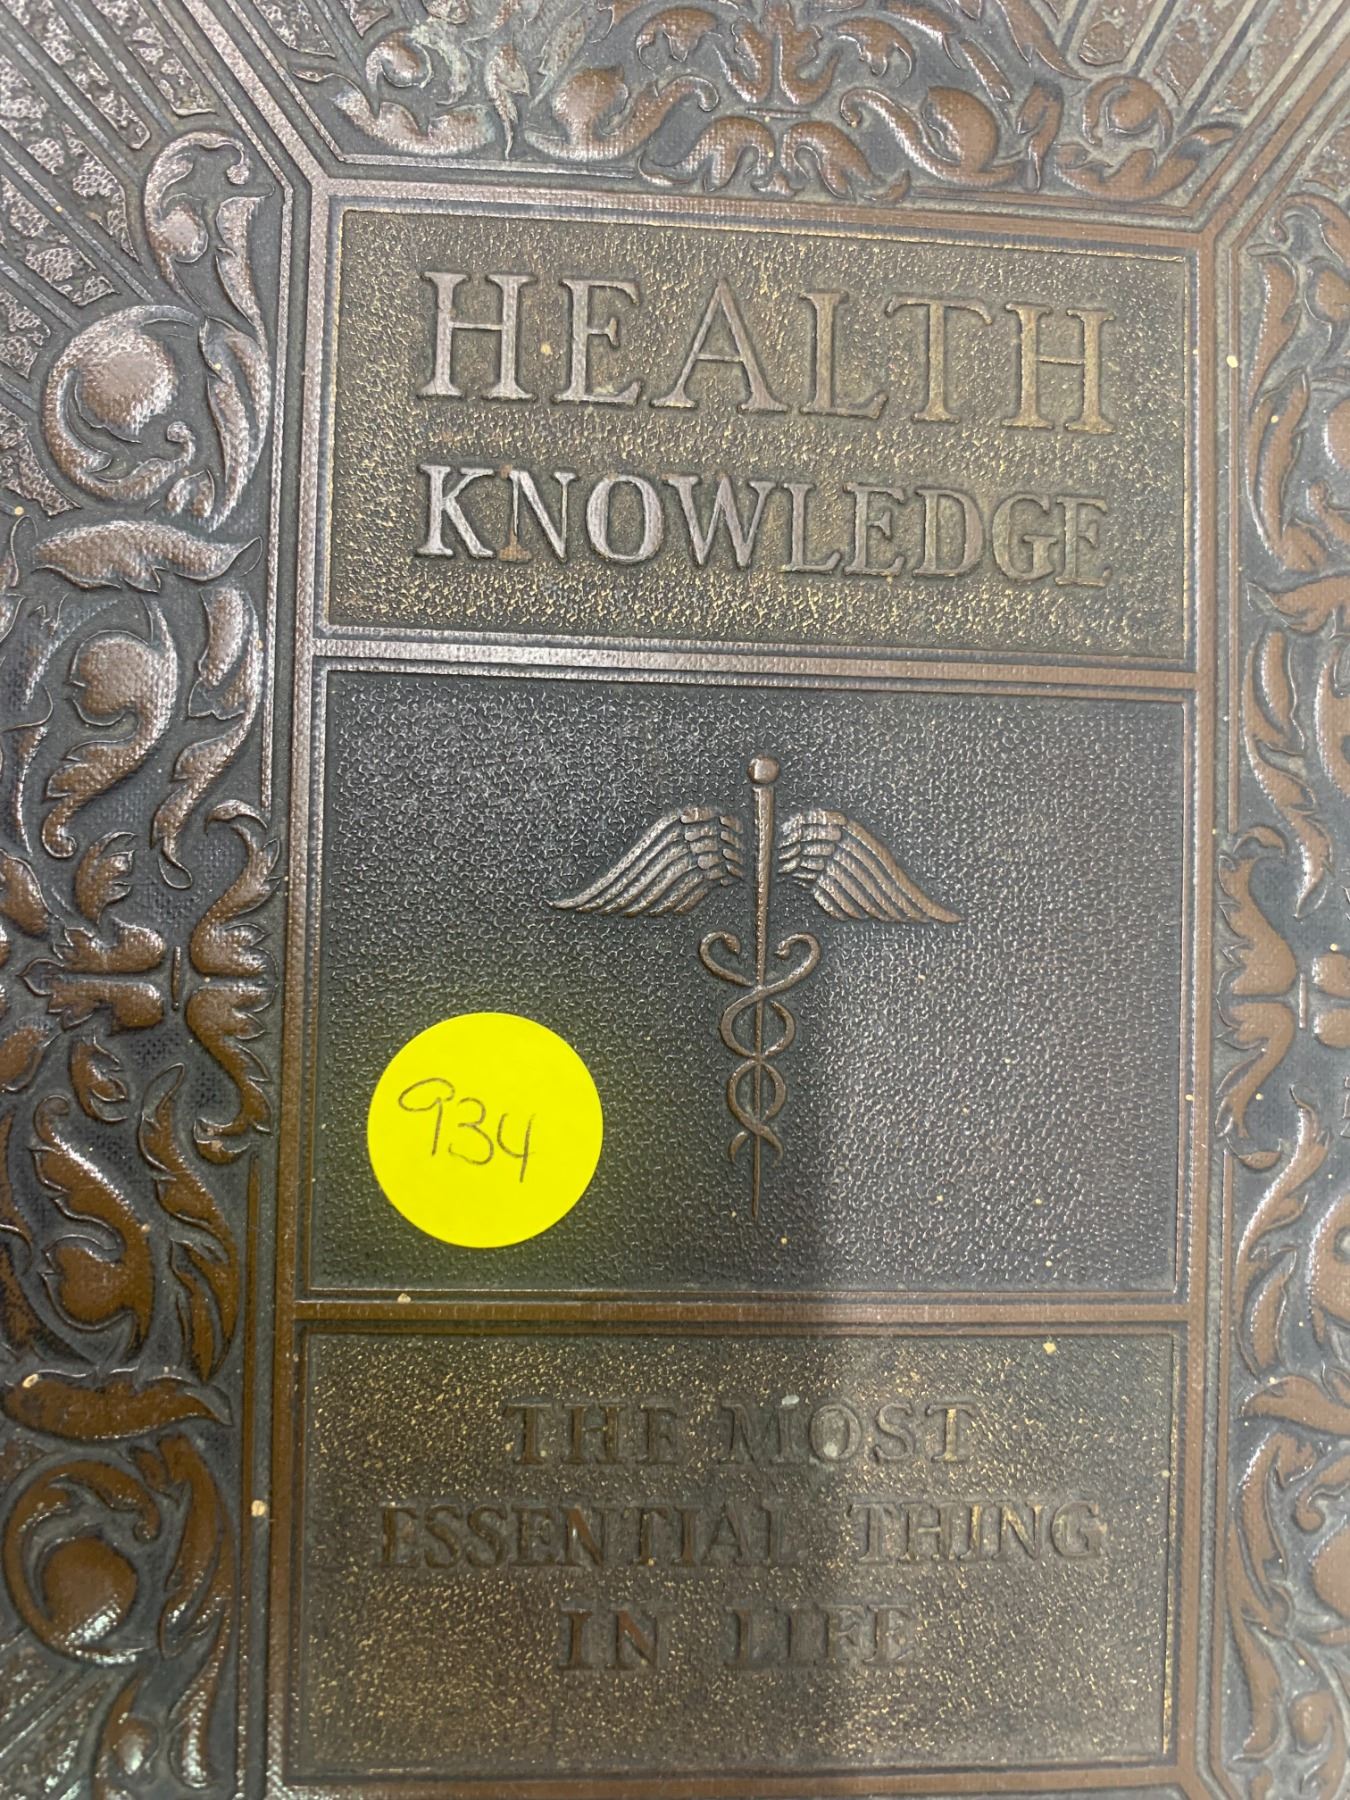 HEALTH
KNOWLEDGE
934
THE MOST
ESSENTIAL THING
IN LIFE